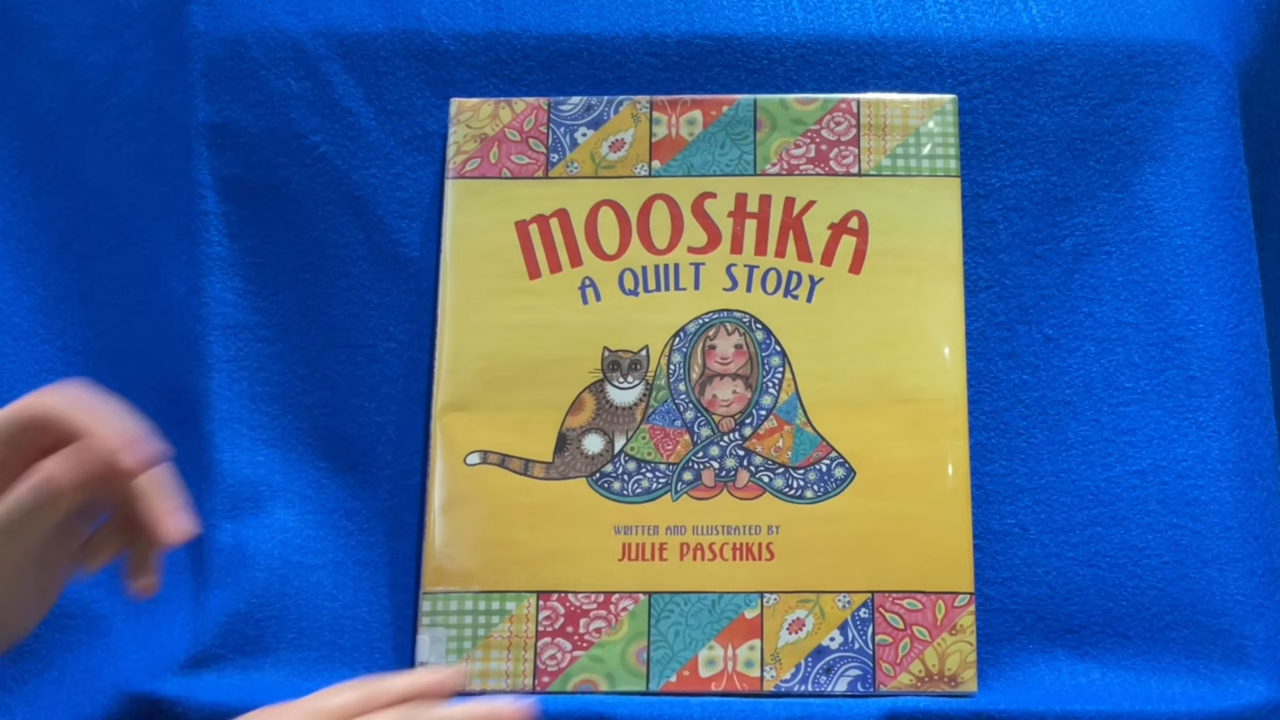 MOOSHKA
A QUILT STORY
WRITTEN AND ILLUSTRATED BY
JULIE PASCHKIS